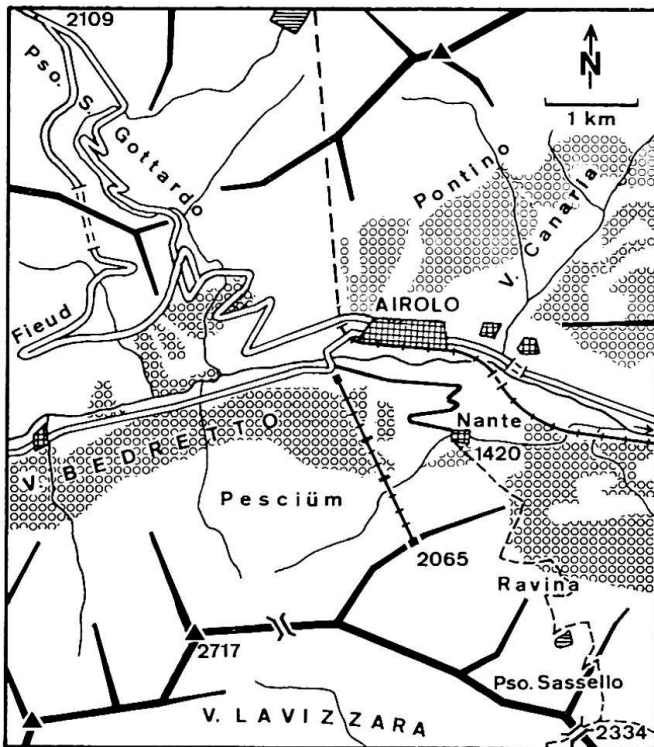 2109
Pso. S. Gottardo
N
1 km
Pontino
V. Canaria
AIROLO
Fieud
Nante
1420
V. BEDRETTO
Pesciüm
2065
Ravina
2717
Pso. Sassello
V. LAVIZZARA
2334